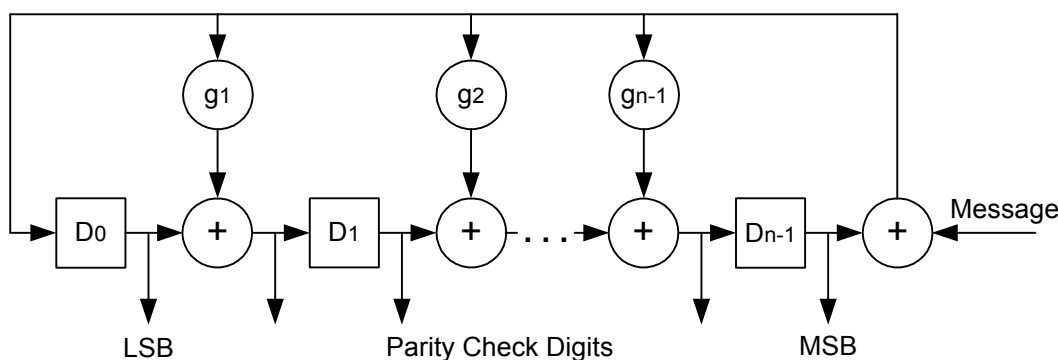 g1 g2 gn-1
Message
D0 + D1 + ... + Dn-1 +
LSB Parity Check Digits MSB